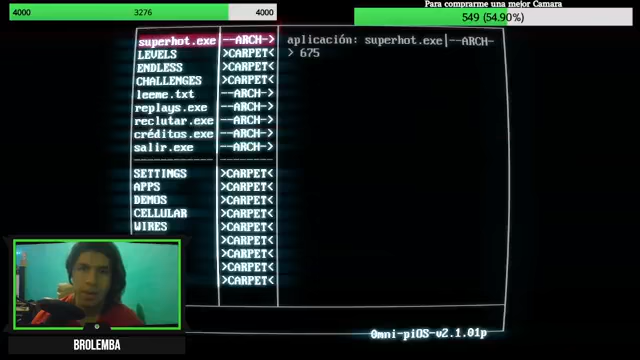 Para comprarme una mejor Camara
4000 3276 4000
549 (54.90%)
superhot.exe --ARCH->
LEVELS >CARPET<
ENDLESS >CARPET<
CHALLENGES >CARPET<
leeme.txt --ARCH->
replays.exe --ARCH->
reclutar.exe --ARCH->
créditos.exe --ARCH->
salir.exe --ARCH->
SETTINGS >CARPET<
APPS >CARPET<
DEMOS >CARPET<
CELLULAR >CARPET<
WIRES >CARPET<
>CARPET<
>CARPET<
>CARPET<
>CARPET<
aplicación: superhot.exe|--ARCH-
> 675
Omni-piOS-v2.1.01p
BROLEMBA